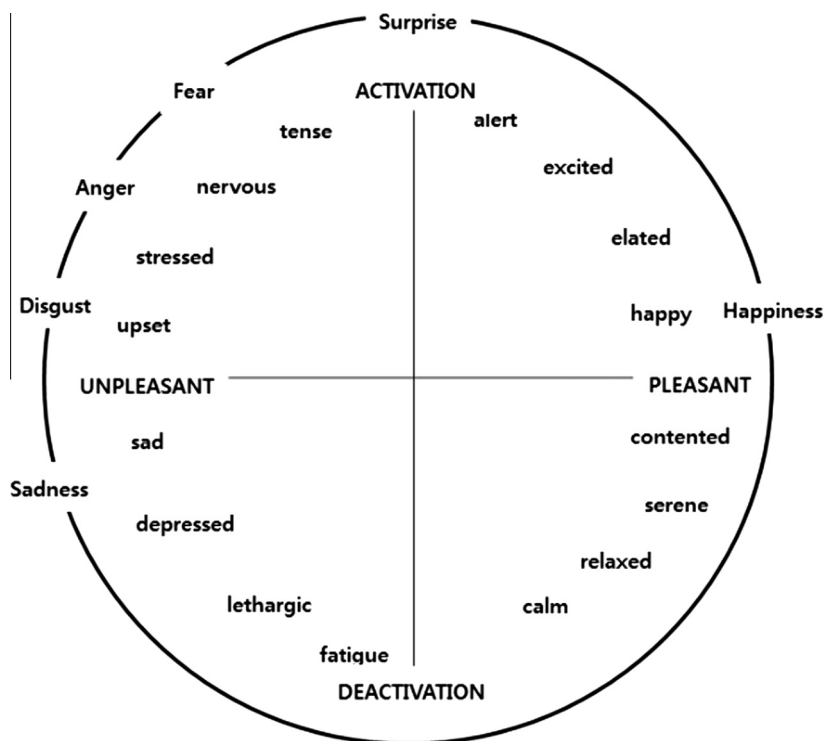 Surprise
Fear
ACTIVATION
alert
tense
excited
Anger
nervous
elated
stressed
Disgust
happy
Happiness
upset
UNPLEASANT
PLEASANT
contented
sad
Sadness
serene
depressed
relaxed
lethargic
calm
fatigue
DEACTIVATION